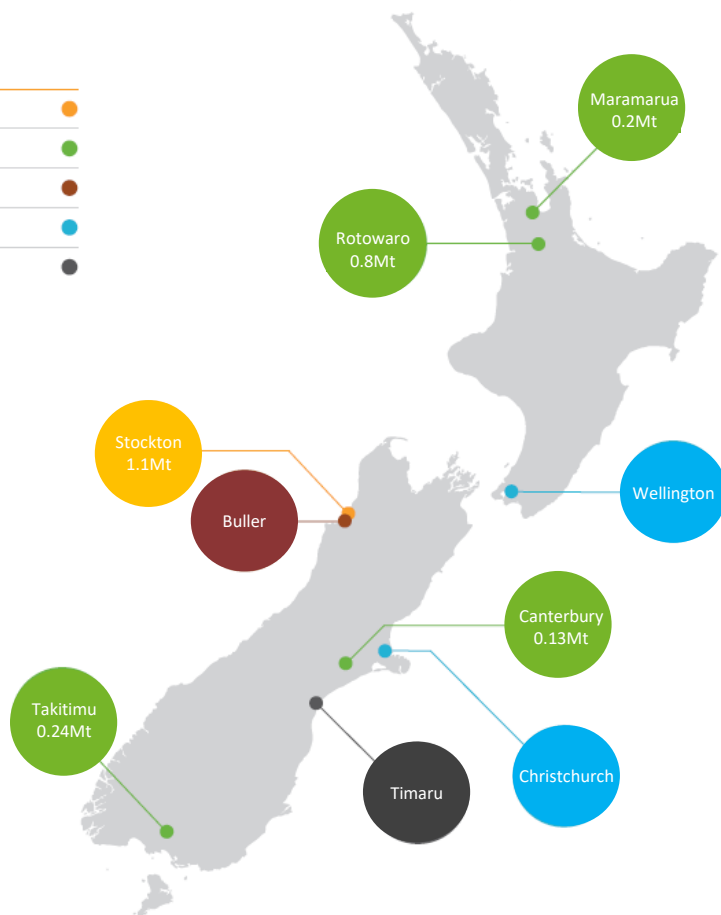 Maramarua
0.2Mt
Rotowaro
0.8Mt
Stockton
1.1Mt
Wellington
Buller
Canterbury
0.13Mt
Takitimu
0.24Mt
Christchurch
Timaru